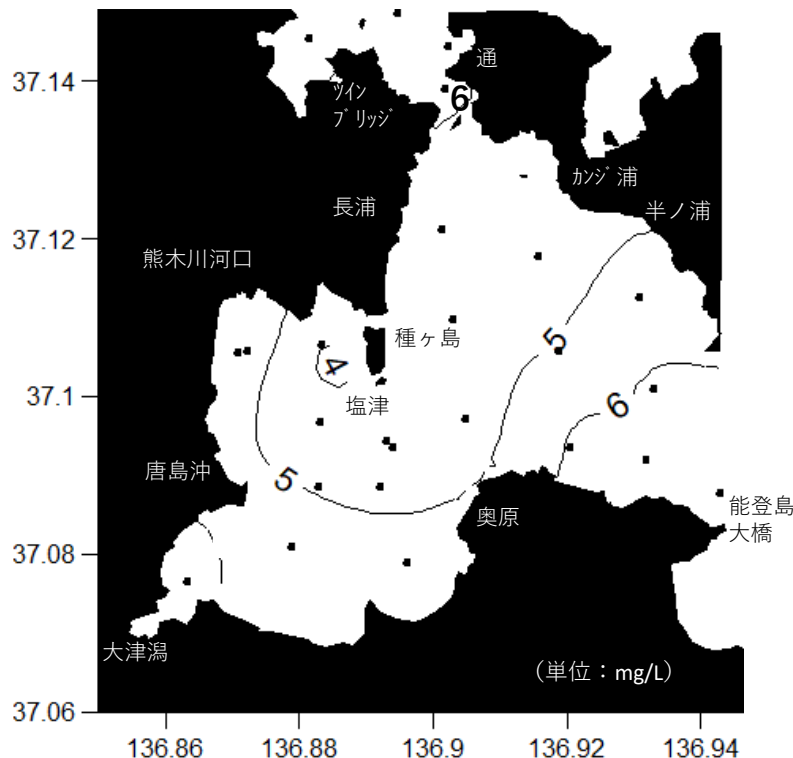 37.14
37.12
37.1
37.08
37.06
136.86
136.88
136.9
136.92
136.94
通
6
ﾂｲﾝ
ﾌﾞﾘｯｼﾞ
ｶﾝｼﾞ浦
長浦
半ノ浦
熊木川河口
種ヶ島
5
4
6
塩津
唐島沖
5
奥原
能登島
大橋
大津潟
（単位：mg/L）